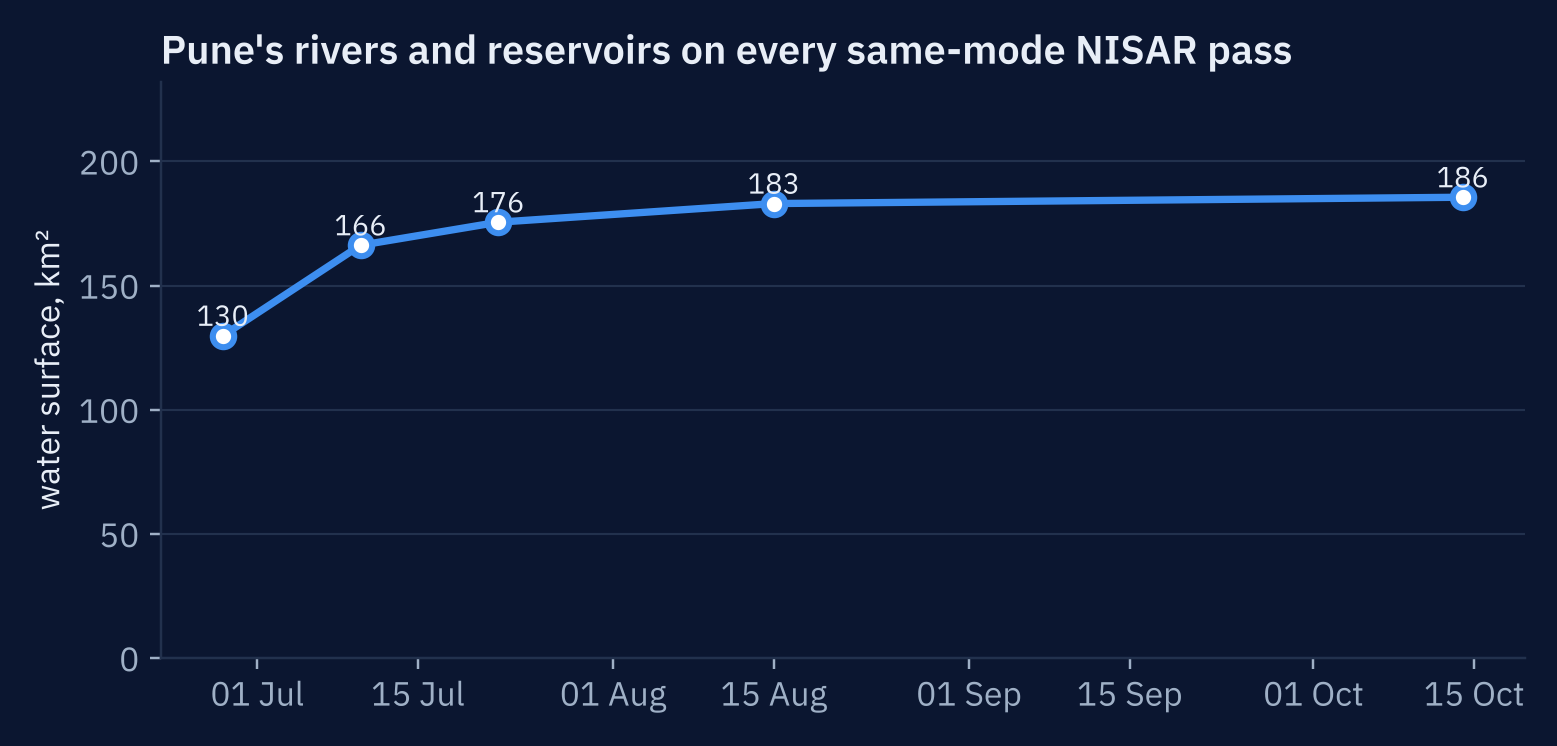 Pune's rivers and reservoirs on every same-mode NISAR pass
water surface, km²
200
150
100
50
0
130
166
176
183
186
01 Jul
15 Jul
01 Aug
15 Aug
01 Sep
15 Sep
01 Oct
15 Oct